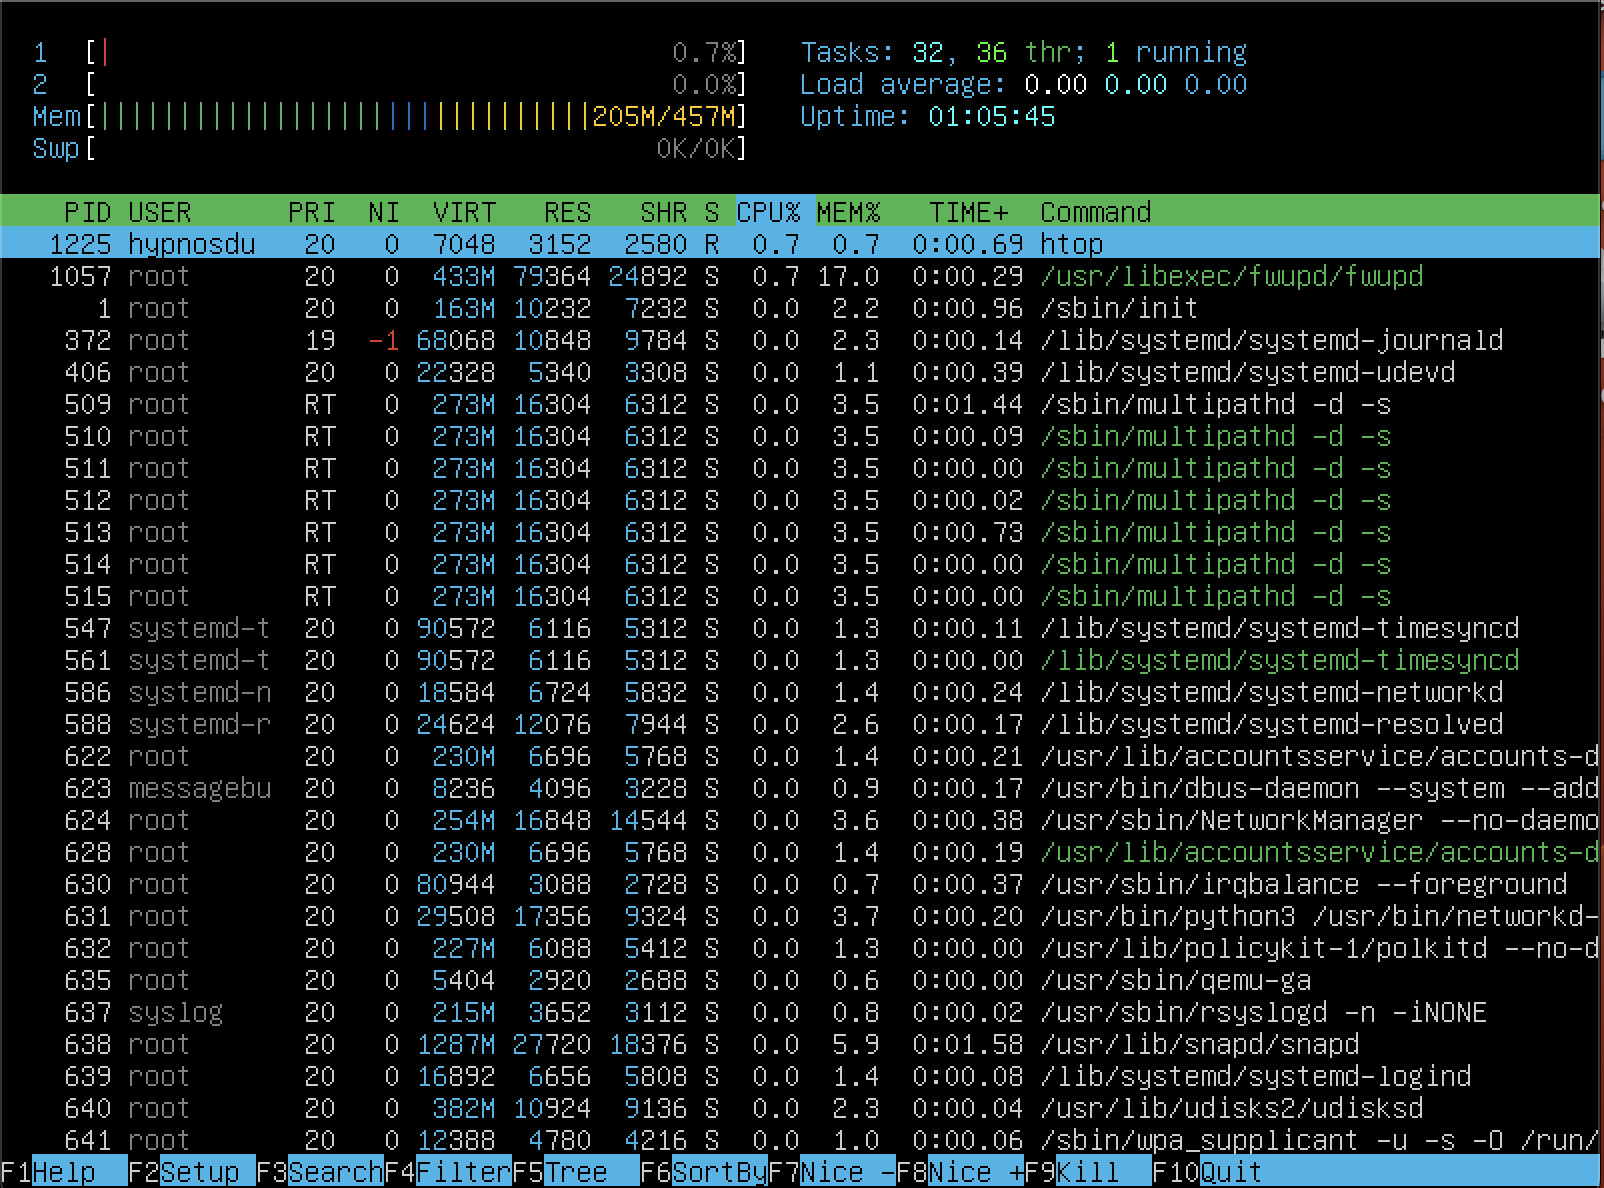 1 [| 0.7%] Tasks: 32, 36 thr; 1 running
2 [ 0.0%] Load average: 0.00 0.00 0.00
Mem[|||||||||||||||||||||||||||||||205M/457M] Uptime: 01:05:45
Swp[ 0K/0K]
PID USER PRI NI VIRT RES SHR S CPU% MEM% TIME+ Command
1225 hypnosdu 20 0 7048 3152 2580 R 0.7 0.7 0:00.69 htop
1057 root 20 0 433M 79364 24892 S 0.7 17.0 0:00.29 /usr/libexec/fwupd/fwupd
1 root 20 0 163M 10232 7232 S 0.0 2.2 0:00.96 /sbin/init
372 root 19 -1 68068 10848 9784 S 0.0 2.3 0:00.14 /lib/systemd/systemd-journald
406 root 20 0 22328 5340 3308 S 0.0 1.1 0:00.39 /lib/systemd/systemd-udevd
509 root RT 0 273M 16304 6312 S 0.0 3.5 0:01.44 /sbin/multipathd -d -s
510 root RT 0 273M 16304 6312 S 0.0 3.5 0:00.09 /sbin/multipathd -d -s
511 root RT 0 273M 16304 6312 S 0.0 3.5 0:00.00 /sbin/multipathd -d -s
512 root RT 0 273M 16304 6312 S 0.0 3.5 0:00.02 /sbin/multipathd -d -s
513 root RT 0 273M 16304 6312 S 0.0 3.5 0:00.73 /sbin/multipathd -d -s
514 root RT 0 273M 16304 6312 S 0.0 3.5 0:00.00 /sbin/multipathd -d -s
515 root RT 0 273M 16304 6312 S 0.0 3.5 0:00.00 /sbin/multipathd -d -s
547 systemd-t 20 0 90572 6116 5312 S 0.0 1.3 0:00.11 /lib/systemd/systemd-timesyncd
561 systemd-t 20 0 90572 6116 5312 S 0.0 1.3 0:00.00 /lib/systemd/systemd-timesyncd
586 systemd-n 20 0 18584 6724 5832 S 0.0 1.4 0:00.24 /lib/systemd/systemd-networkd
588 systemd-r 20 0 24624 12076 7944 S 0.0 2.6 0:00.17 /lib/systemd/systemd-resolved
622 root 20 0 230M 6696 5768 S 0.0 1.4 0:00.21 /usr/lib/accountsservice/accounts-d
623 messagebu 20 0 8236 4096 3228 S 0.0 0.9 0:00.17 /usr/bin/dbus-daemon --system --add
624 root 20 0 254M 16848 14544 S 0.0 3.6 0:00.38 /usr/sbin/NetworkManager --no-daemo
628 root 20 0 230M 6696 5768 S 0.0 1.4 0:00.19 /usr/lib/accountsservice/accounts-d
630 root 20 0 80944 3088 2728 S 0.0 0.7 0:00.37 /usr/sbin/irqbalance --foreground
631 root 20 0 29508 17356 9324 S 0.0 3.7 0:00.20 /usr/bin/python3 /usr/bin/networkd-
632 root 20 0 227M 6088 5412 S 0.0 1.3 0:00.00 /usr/lib/policykit-1/polkitd --no-d
635 root 20 0 5404 2920 2688 S 0.0 0.6 0:00.00 /usr/sbin/qemu-ga
637 syslog 20 0 215M 3652 3112 S 0.0 0.8 0:00.02 /usr/sbin/rsyslogd -n -iNONE
638 root 20 0 1287M 27720 18376 S 0.0 5.9 0:01.58 /usr/lib/snapd/snapd
639 root 20 0 16892 6656 5808 S 0.0 1.4 0:00.08 /lib/systemd/systemd-logind
640 root 20 0 382M 10924 9136 S 0.0 2.3 0:00.04 /usr/lib/udisks2/udisksd
641 root 20 0 12388 4780 4216 S 0.0 1.0 0:00.06 /sbin/wpa_supplicant -u -s -O /run/
F1Help F2Setup F3SearchF4FilterF5Tree F6SortByF7Nice -F8Nice +F9Kill F10Quit